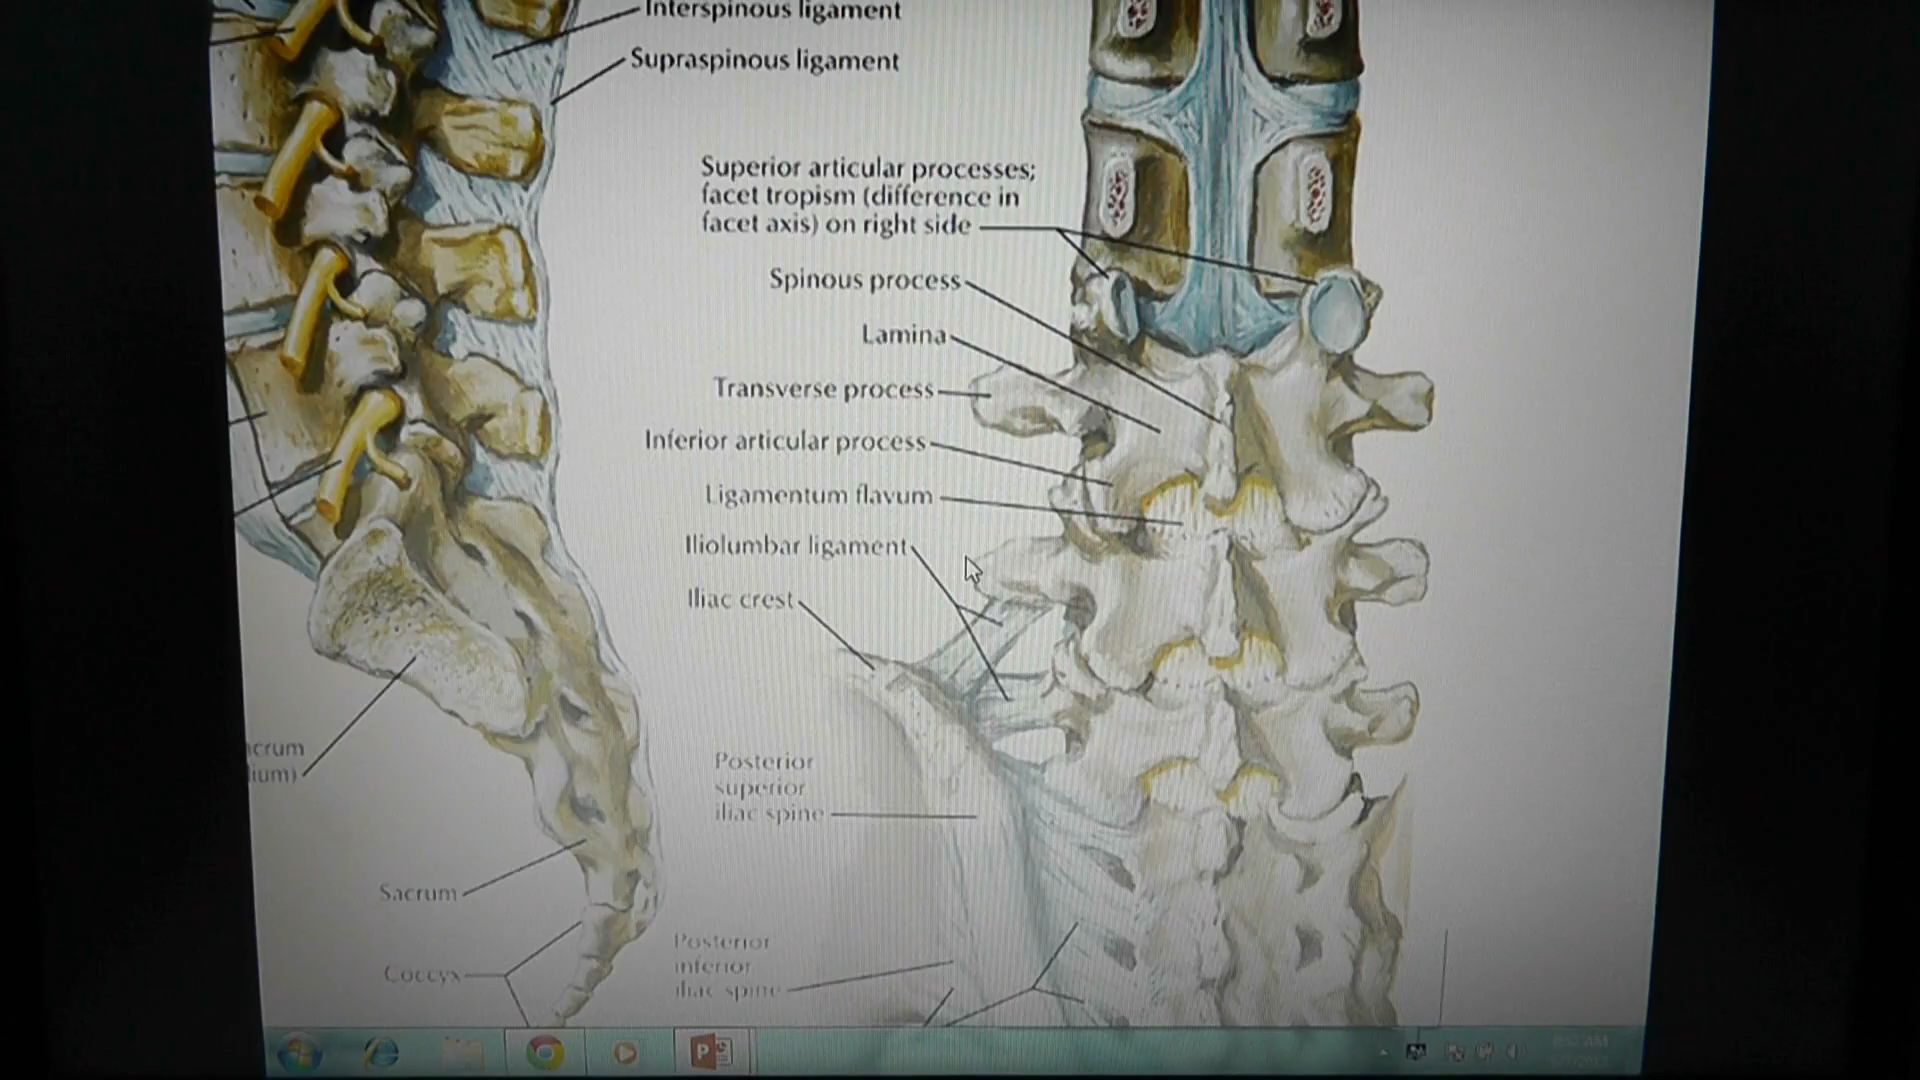 Interspinous ligament
Supraspinous ligament
Superior articular processes;
facet tropism (difference in
facet axis) on right side
Spinous process
Lamina
Transverse process
Inferior articular process
Ligamentum flavum
Iliolumbar ligament
Iliac crest
crum
ium)
Posterior
superior
iliac spine
Sacrum
Posterior
inferior
iliac spine
Coccyx